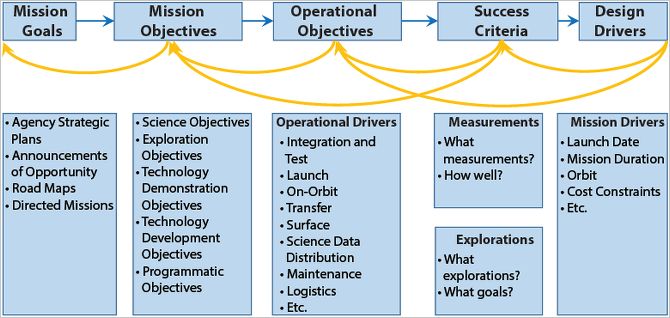 Mission
Goals
Mission
Objectives
Operational
Objectives
Success
Criteria
Design
Drivers
• Agency Strategic
Plans
• Announcements
of Opportunity
• Road Maps
• Directed Missions
• Science Objectives
• Exploration
Objectives
• Technology
Demonstration
Objectives
• Technology
Development
Objectives
• Programmatic
Objectives
Operational Drivers
• Integration and
Test
• Launch
• On-Orbit
• Transfer
• Surface
• Science Data
Distribution
• Maintenance
• Logistics
• Etc.
Measurements
• What
measurements?
• How well?
Explorations
• What
explorations?
• What goals?
Mission Drivers
• Launch Date
• Mission Duration
• Orbit
• Cost Constraints
• Etc.